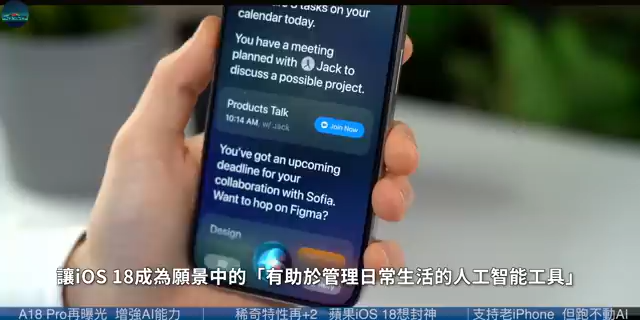 3 tasks on your
calendar today.
You have a meeting
planned with Jack to
discuss a possible project.
Products Talk
10:14 AM, w/ Jack
Join Now
You've got an upcoming
deadline for your
collaboration with Sofia.
Want to hop on Figma?
Design
讓iOS 18成為願景中的「有助於管理日常生活的人工智能工具」
A18 Pro再曝光 增強AI能力 | 稀奇特性再+2 蘋果iOS 18想封神 | 支持老iPhone 但跑不動AI